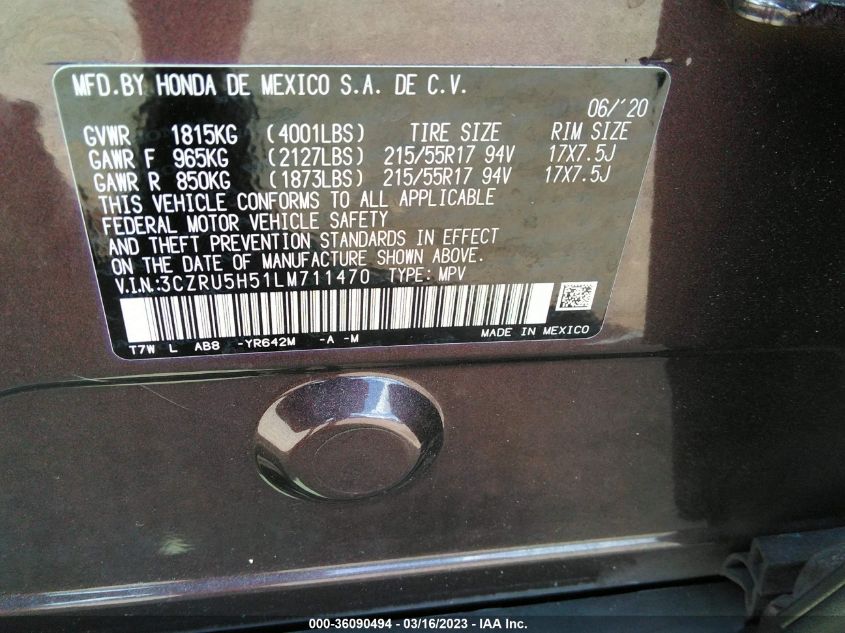 MFD.BY HONDA DE MEXICO S.A. DE C.V.
06/'20
GVWR 1815KG (4001LBS) TIRE SIZE RIM SIZE
GAWR F 965KG (2127LBS) 215/55R17 94V 17X7.5J
GAWR R 850KG (1873LBS) 215/55R17 94V 17X7.5J
THIS VEHICLE CONFORMS TO ALL APPLICABLE
FEDERAL MOTOR VEHICLE SAFETY
AND THEFT PREVENTION STANDARDS IN EFFECT
ON THE DATE OF MANUFACTURE SHOWN ABOVE.
V.I.N.:3CZRU5H51LM711470 TYPE: MPV
T7W L AB8 -YR642M -A -M MADE IN MEXICO
000-36090494 - 03/16/2023 - IAA Inc.